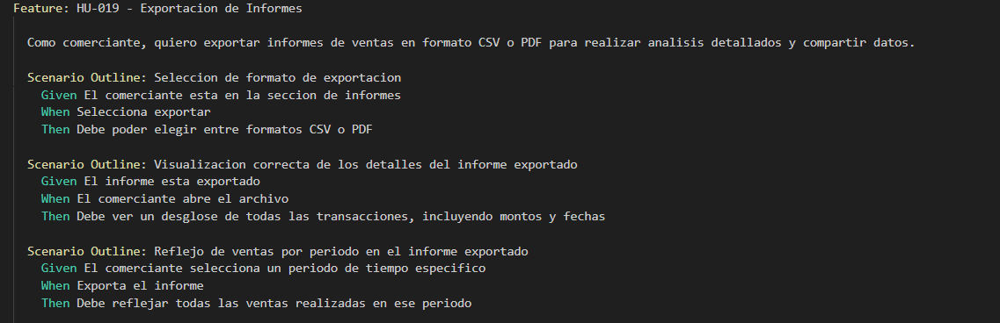 Feature: HU-019 - Exportacion de Informes
Como comerciante, quiero exportar informes de ventas en formato CSV o PDF para realizar analisis detallados y compartir datos.
Scenario Outline: Seleccion de formato de exportacion
Given El comerciante esta en la seccion de informes
When Selecciona exportar
Then Debe poder elegir entre formatos CSV o PDF
Scenario Outline: Visualizacion correcta de los detalles del informe exportado
Given El informe esta exportado
When El comerciante abre el archivo
Then Debe ver un desglose de todas las transacciones, incluyendo montos y fechas
Scenario Outline: Reflejo de ventas por periodo en el informe exportado
Given El comerciante selecciona un periodo de tiempo especifico
When Exporta el informe
Then Debe reflejar todas las ventas realizadas en ese periodo